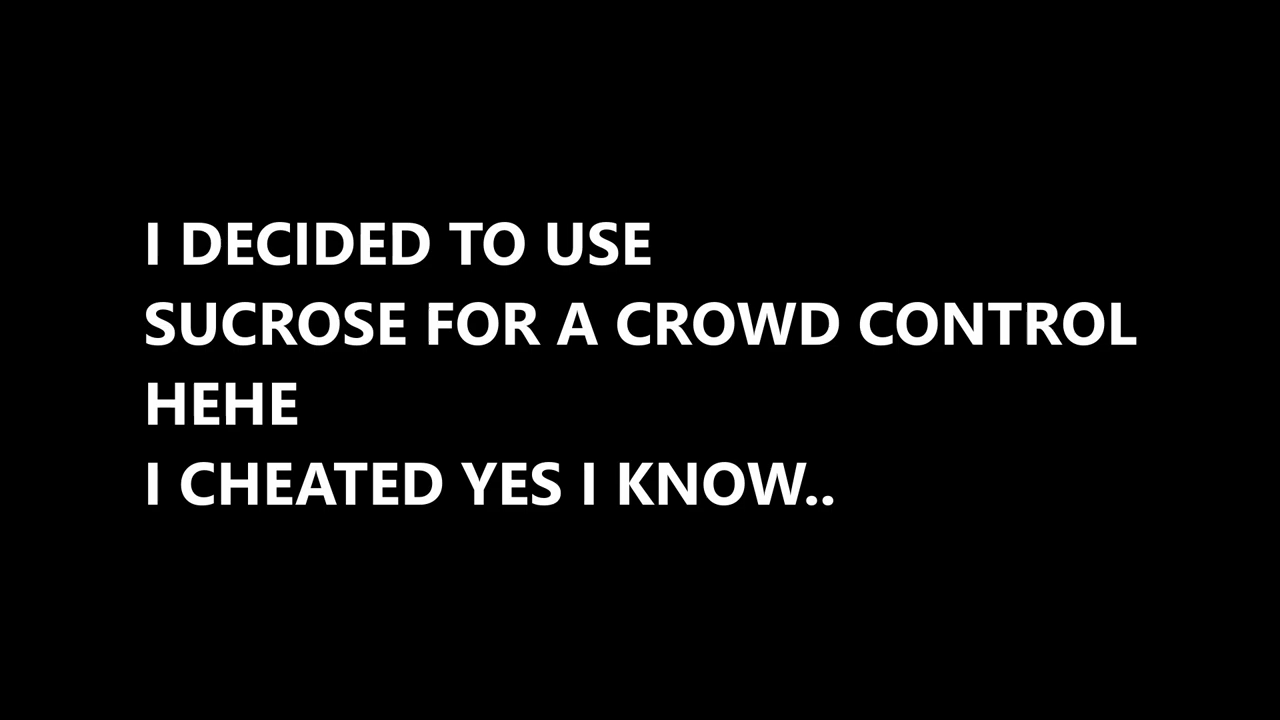 I DECIDED TO USE
SUCROSE FOR A CROWD CONTROL
HEHE
I CHEATED YES I KNOW..